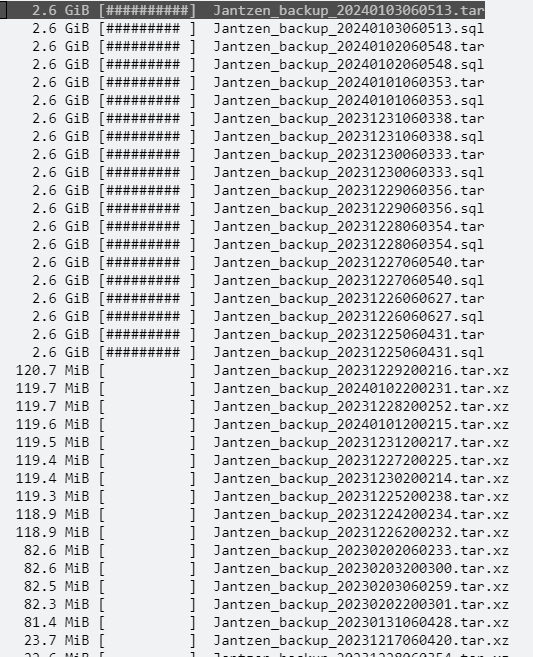 2.6 GiB [##########] Jantzen_backup_20240103060513.tar
2.6 GiB [######### ] Jantzen_backup_20240103060513.sql
2.6 GiB [######### ] Jantzen_backup_20240102060548.tar
2.6 GiB [######### ] Jantzen_backup_20240102060548.sql
2.6 GiB [######### ] Jantzen_backup_20240101060353.tar
2.6 GiB [######### ] Jantzen_backup_20240101060353.sql
2.6 GiB [######### ] Jantzen_backup_20231231060338.tar
2.6 GiB [######### ] Jantzen_backup_20231231060338.sql
2.6 GiB [######### ] Jantzen_backup_20231230060333.tar
2.6 GiB [######### ] Jantzen_backup_20231230060333.sql
2.6 GiB [######### ] Jantzen_backup_20231229060356.tar
2.6 GiB [######### ] Jantzen_backup_20231229060356.sql
2.6 GiB [######### ] Jantzen_backup_20231228060354.tar
2.6 GiB [######### ] Jantzen_backup_20231228060354.sql
2.6 GiB [######### ] Jantzen_backup_20231227060540.tar
2.6 GiB [######### ] Jantzen_backup_20231227060540.sql
2.6 GiB [######### ] Jantzen_backup_20231226060627.tar
2.6 GiB [######### ] Jantzen_backup_20231226060627.sql
2.6 GiB [######### ] Jantzen_backup_20231225060431.tar
2.6 GiB [######### ] Jantzen_backup_20231225060431.sql
120.7 MiB [          ] Jantzen_backup_20231229200216.tar.xz
119.7 MiB [          ] Jantzen_backup_20240102200231.tar.xz
119.7 MiB [          ] Jantzen_backup_20231228200252.tar.xz
119.6 MiB [          ] Jantzen_backup_20240101200215.tar.xz
119.5 MiB [          ] Jantzen_backup_20231231200217.tar.xz
119.4 MiB [          ] Jantzen_backup_20231227200225.tar.xz
119.4 MiB [          ] Jantzen_backup_20231230200214.tar.xz
119.3 MiB [          ] Jantzen_backup_20231225200238.tar.xz
118.9 MiB [          ] Jantzen_backup_20231224200234.tar.xz
118.9 MiB [          ] Jantzen_backup_20231226200232.tar.xz
82.6 MiB [          ] Jantzen_backup_20230202060233.tar.xz
82.6 MiB [          ] Jantzen_backup_20230203200300.tar.xz
82.5 MiB [          ] Jantzen_backup_20230203060259.tar.xz
82.3 MiB [          ] Jantzen_backup_20230202200301.tar.xz
81.4 MiB [          ] Jantzen_backup_20230131060428.tar.xz
23.7 MiB [          ] Jantzen_backup_20231217060420.tar.xz